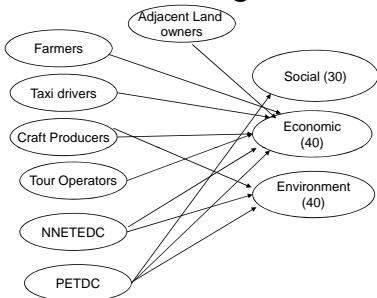 Adjacent Land
owners
Farmers
Social (30)
Taxi drivers
Economic
(40)
Craft Producers
Tour Operators
Environment
(40)
NNETEDC
PETDC